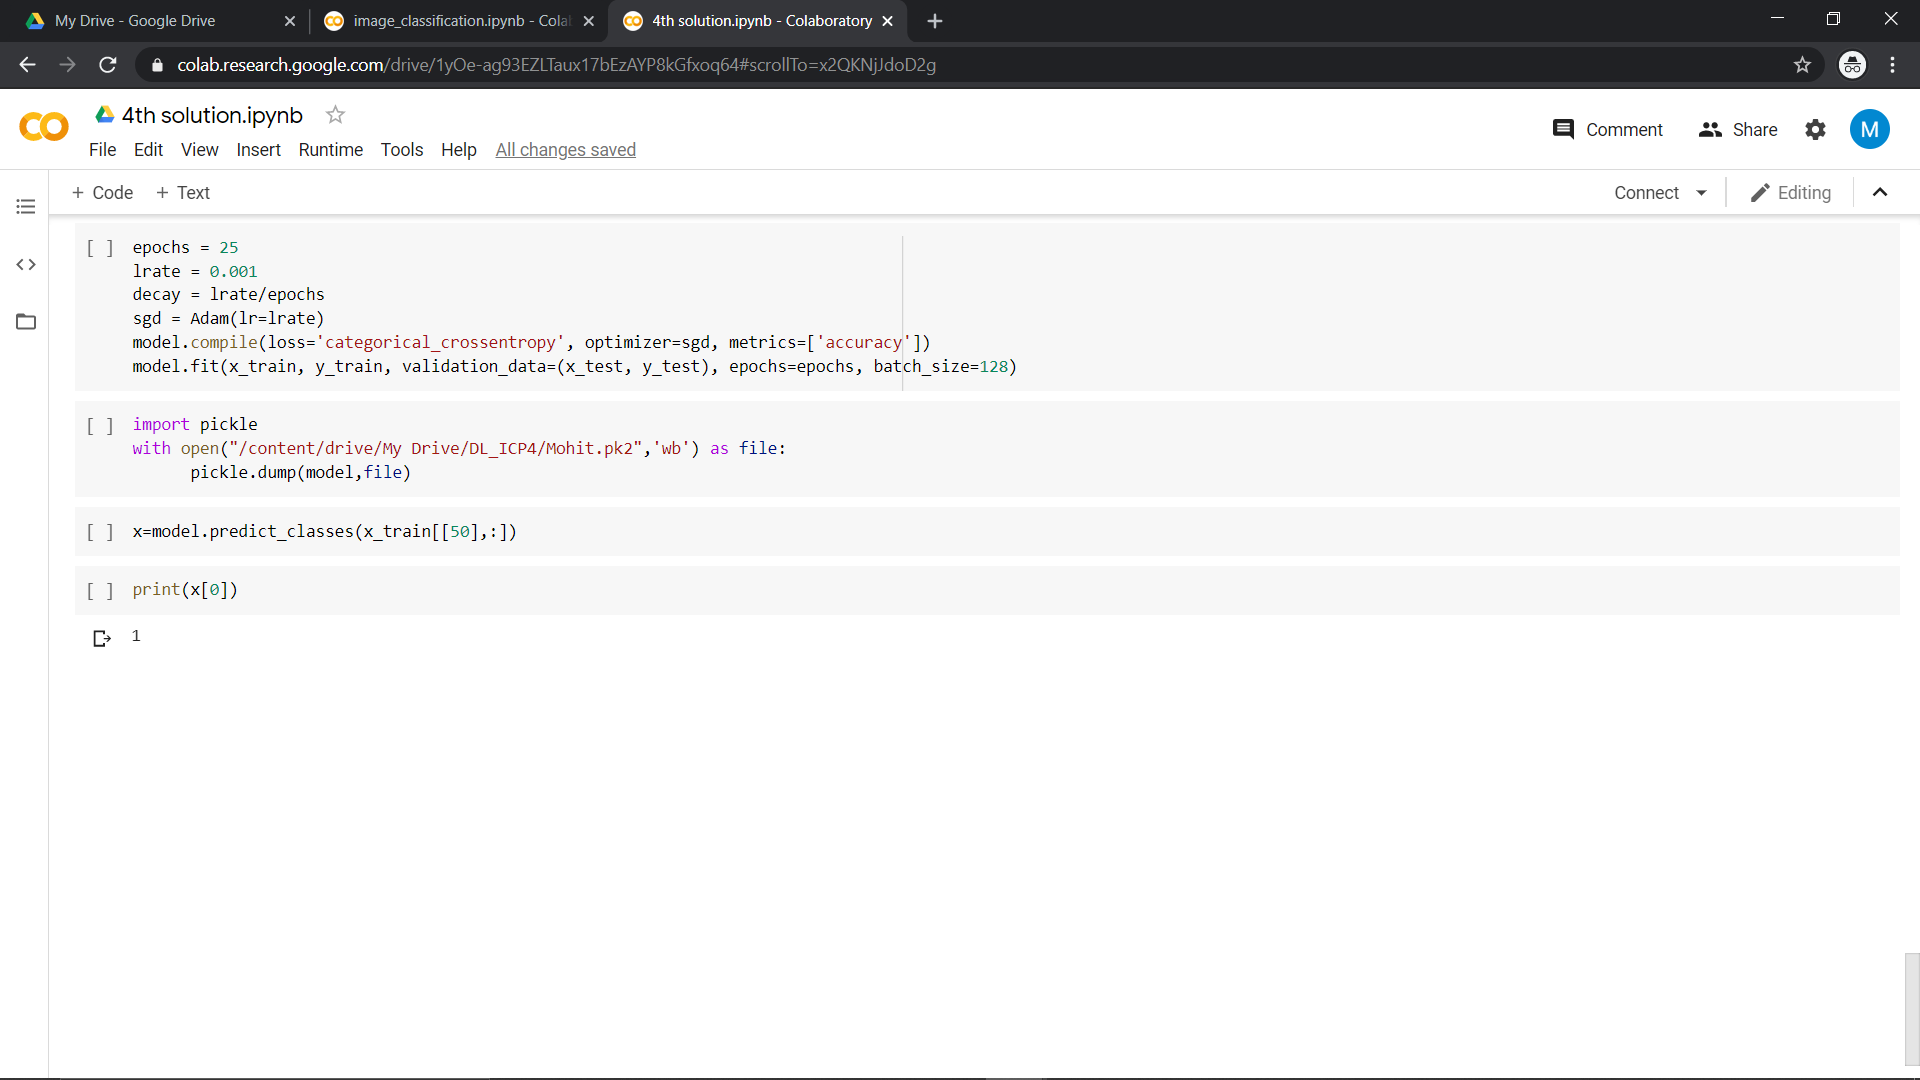 My Drive - Google Drive
image_classification.ipynb - Cola
4th solution.ipynb - Colaboratory
colab.research.google.com/drive/1yOe-ag93EZLTaux17bEzAYP8kGfxoq64#scrollTo=x2QKNjJdoD2g
4th solution.ipynb
Comment
Share
M
File Edit View Insert Runtime Tools Help All changes saved
+ Code + Text
Connect
Editing
[ ] epochs = 25
lrate = 0.001
decay = lrate/epochs
sgd = Adam(lr=lrate)
model.compile(loss='categorical_crossentropy', optimizer=sgd, metrics=['accuracy'])
model.fit(x_train, y_train, validation_data=(x_test, y_test), epochs=epochs, batch_size=128)
[ ] import pickle
with open("/content/drive/My Drive/DL_ICP4/Mohit.pk2",'wb') as file:
pickle.dump(model,file)
[ ] x=model.predict_classes(x_train[[50],:])
[ ] print(x[0])
1